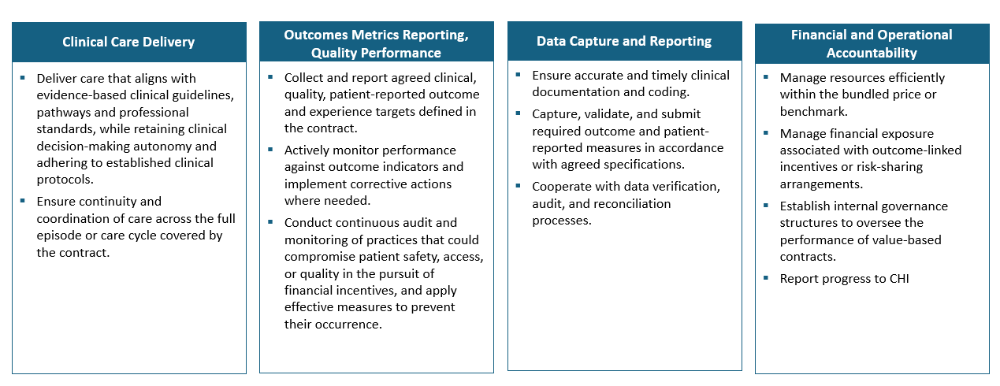 Clinical Care Delivery
▪ Deliver care that aligns with
evidence-based clinical guidelines,
pathways and professional
standards, while retaining clinical
decision-making autonomy and
adhering to established clinical
protocols.
▪ Ensure continuity and
coordination of care across the full
episode or care cycle covered by
the contract.
Outcomes Metrics Reporting,
Quality Performance
▪ Collect and report agreed clinical,
quality, patient-reported outcome
and experience targets defined in
the contract.
▪ Actively monitor performance
against outcome indicators and
implement corrective actions
where needed.
▪ Conduct continuous audit and
monitoring of practices that could
compromise patient safety, access,
or quality in the pursuit of
financial incentives, and apply
effective measures to prevent
their occurrence.
Data Capture and Reporting
▪ Ensure accurate and timely clinical
documentation and coding.
▪ Capture, validate, and submit
required outcome and patient-
reported measures in accordance
with agreed specifications.
▪ Cooperate with data verification,
audit, and reconciliation
processes.
Financial and Operational
Accountability
▪ Manage resources efficiently
within the bundled price or
benchmark.
▪ Manage financial exposure
associated with outcome-linked
incentives or risk-sharing
arrangements.
▪ Establish internal governance
structures to oversee the
performance of value-based
contracts.
▪ Report progress to CHI